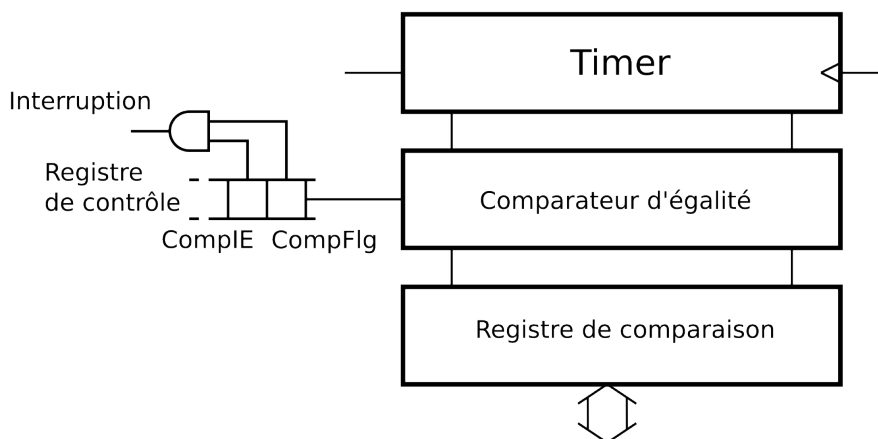 Timer
Interruption
Registre
de contrôle
Comparateur d'égalité
CompIE
CompFlg
Registre de comparaison